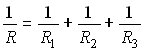 1/R = 1/R₁ + 1/R₂ + 1/R₃